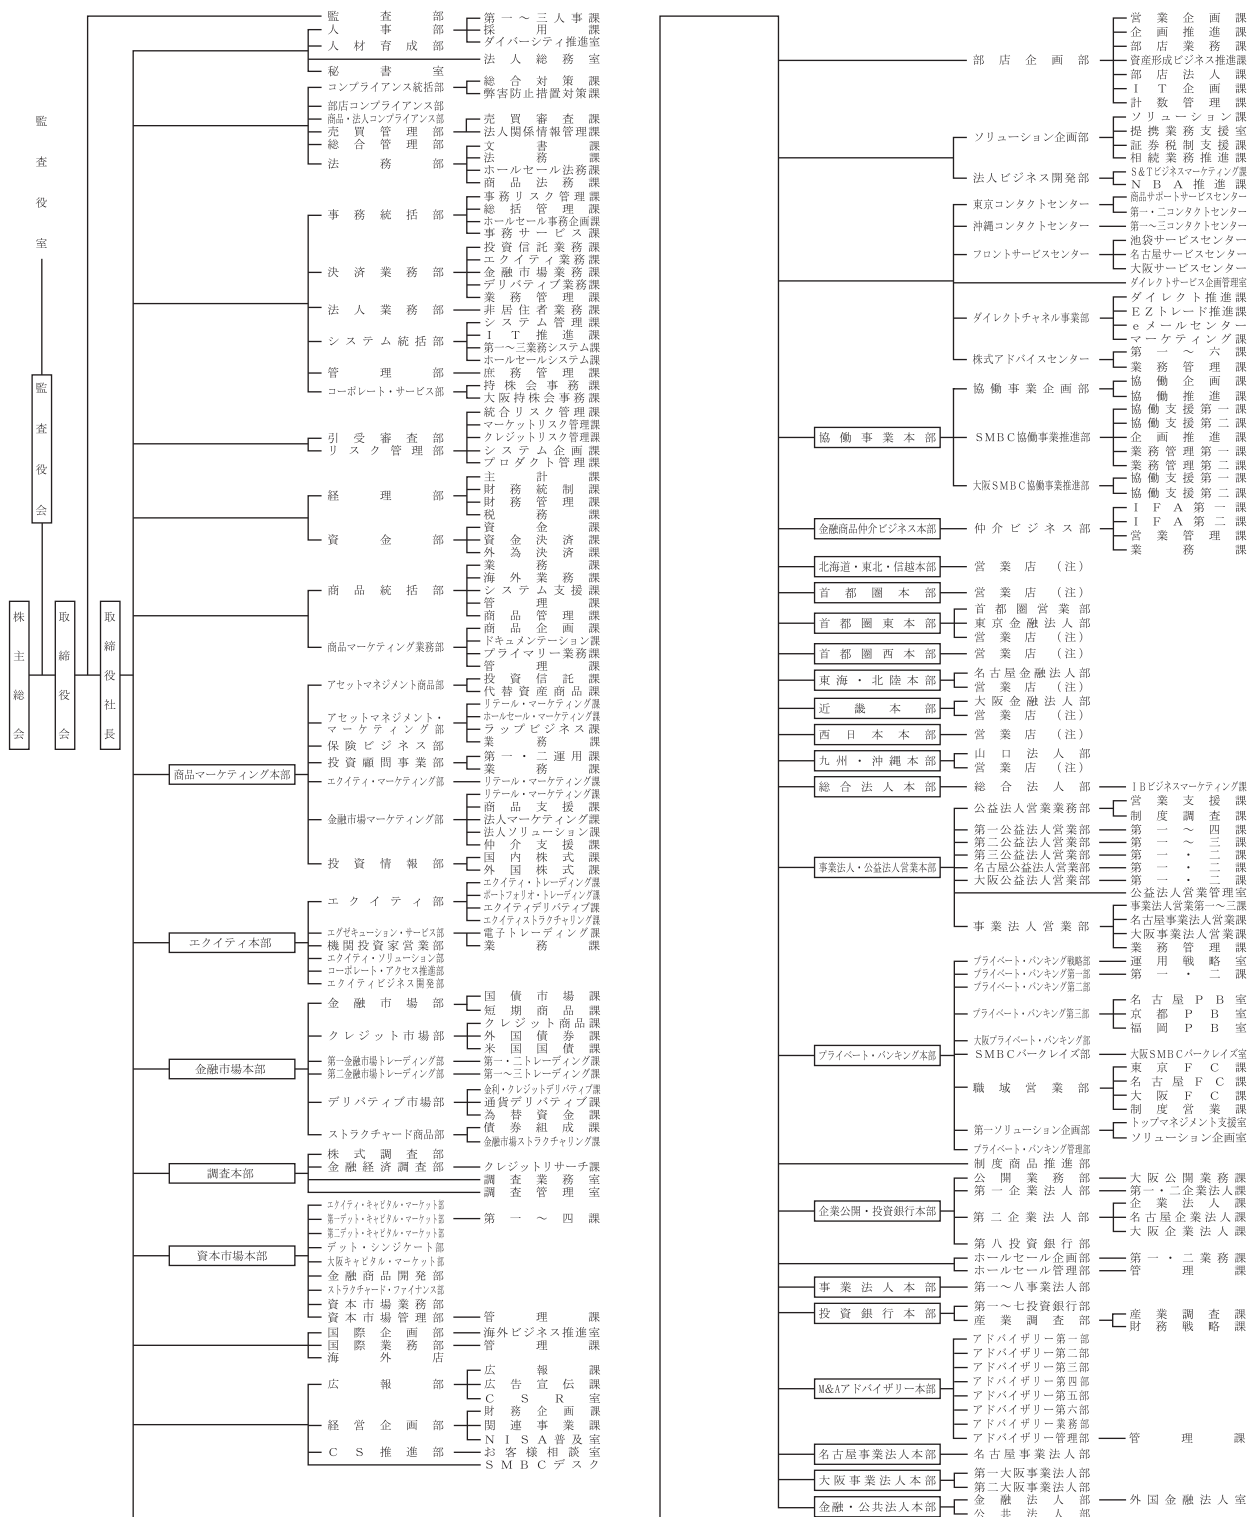 監査役室
監査役会
株主総会
取締役会
取締役社長
監査部
人事部
第一～三人事課
採用課
ダイバーシティ推進室
人材育成部
法人総務室
秘書室
コンプライアンス統括部
総合対策課
弊害防止措置対策課
部店コンプライアンス部
商品・法人コンプライアンス部
売買管理部
売買審査課
法人関係情報管理課
総合管理部
法務部
文書課
法務課
ホールセール法務課
商品法務課
事務統括部
事務リスク管理課
総括管理課
ホールセール事務企画課
事務サービス課
決済業務部
投資信託業務課
エクイティ業務課
金融市場業務課
デリバティブ業務課
業務管理課
法人業務部
非居住者業務課
システム統括部
システム管理課
ＩＴ推進課
第一～三業務システム課
ホールセールシステム課
管理部
庶務管理課
コーポレート・サービス部
持株会事務課
大阪持株会事務課
引受審査部
リスク管理部
統合リスク管理課
マーケットリスク管理課
クレジットリスク管理課
システム企画課
プロダクト管理課
経理部
主計課
財務統制課
財務管理課
税務課
資金部
資金課
資金決済課
外為決済課
商品統括部
業務課
海外業務課
システム支援課
管理課
商品管理課
商品マーケティング業務部
商品企画課
ドキュメンテーション課
プライマリー業務課
管理課
商品マーケティング本部
アセットマネジメント商品部
投資信託課
代替資産商品課
アセットマネジメント・
マーケティング部
リテール・マーケティング課
ホールセール・マーケティング課
ラップビジネス課
業務課
保険ビジネス部
投資顧問事業部
第一・二運用課
業務課
エクイティ・マーケティング部
リテール・マーケティング課
金融市場マーケティング部
リテール・マーケティング課
商品支援課
法人マーケティング課
法人ソリューション課
仲介支援課
投資情報部
国内株式課
外国株式課
エクイティ本部
エクイティ部
エクイティ・トレーディング課
ポートフォリオ・トレーディング課
エクイティデリバティブ課
エクイティストラクチャリング課
エグゼキューション・サービス部
電子トレーディング課
業務課
機関投資家営業部
エクイティ・ソリューション部
コーポレート・アクセス推進部
エクイティビジネス開発部
金融市場本部
金融市場部
国債市場課
短期商品課
クレジット市場部
クレジット商品課
外国債券課
米国国債課
第一金融市場トレーディング部
第一・二トレーディング課
第二金融市場トレーディング部
第一～三トレーディング課
デリバティブ市場部
金利・クレジットデリバティブ課
通貨デリバティブ課
為替資金課
ストラクチャード商品部
債券組成課
金融市場ストラクチャリング課
調査本部
株式調査部
金融経済調査部
クレジットリサーチ課
調査業務室
調査管理室
資本市場本部
エクイティ・キャピタル・マーケット部
第一デット・キャピタル・マーケット部
第一～四課
第二デット・キャピタル・マーケット部
デット・シンジケート部
大阪キャピタル・マーケット部
金融商品開発部
ストラクチャード・ファイナンス部
資本市場業務部
資本市場管理部
管理課
国際企画部
海外ビジネス推進室
国際業務部
管理課
海外店
広報部
広報課
広告宣伝課
ＣＳＲ室
経営企画部
財務企画課
関連事業課
ＮＩＳＡ普及室
ＣＳ推進部
お客様相談室
ＳＭＢＣデスク
部店企画部
営業企画課
企画推進課
部店業務課
資産形成ビジネス推進課
部店法人課
ＩＴ企画課
計数管理課
ソリューション企画部
ソリューション課
提携業務支援室
証券税制支援課
相続業務推進課
法人ビジネス開発部
S&Tビジネスマーケティング課
ＮＢＡ推進課
東京コンタクトセンター
商品サポートサービスセンター
第一・二コンタクトセンター
沖縄コンタクトセンター
第一～三コンタクトセンター
フロントサービスセンター
池袋サービスセンター
名古屋サービスセンター
大阪サービスセンター
ダイレクトサービス企画管理室
ダイレクトチャネル事業部
ダイレクト推進課
ＥＺトレード推進課
ｅメールセンター
マーケティング課
株式アドバイスセンター
第一～六課
業務管理課
協働事業本部
協働事業企画部
協働企画課
協働推進課
SMBC協働事業推進部
協働支援第一課
協働支援第二課
企画推進課
業務管理第一課
業務管理第二課
大阪SMBC協働事業推進部
協働支援第一課
協働支援第二課
金融商品仲介ビジネス本部
仲介ビジネス部
ＩＦＡ第一課
ＩＦＡ第二課
営業管理課
業務課
北海道・東北・信越本部
営業店（注）
首都圏本部
営業店（注）
首都圏東本部
首都圏営業部
東京金融法人部
営業店（注）
首都圏西本部
営業店（注）
東海・北陸本部
名古屋金融法人部
営業店（注）
近畿本部
大阪金融法人部
営業店（注）
西日本本部
営業店（注）
九州・沖縄本部
山口法人部
営業店（注）
総合法人本部
総合法人部
IBビジネスマーケティング課
事業法人・公益法人営業本部
公益法人営業業務部
営業支援課
制度調査課
第一公益法人営業部
第一～四課
第二公益法人営業部
第一～三課
第三公益法人営業部
第一・二課
名古屋公益法人営業部
第一・二課
大阪公益法人営業部
第一・二課
公益法人営業管理室
事業法人営業部
事業法人営業第一～三課
名古屋事業法人営業課
大阪事業法人営業課
業務管理課
プライベート・バンキング本部
プライベート・バンキング戦略部
運用戦略室
プライベート・バンキング第一部
第一・二課
プライベート・バンキング第二部
プライベート・バンキング第三部
名古屋ＰＢ室
京都ＰＢ室
福岡ＰＢ室
大阪プライベート・バンキング部
SMBCバークレイズ部
大阪SMBCバークレイズ室
職域営業部
東京ＦＣ課
名古屋ＦＣ課
大阪ＦＣ課
制度営業課
第一ソリューション企画部
トップマネジメント支援室
ソリューション企画室
プライベート・バンキング管理部
制度商品推進部
企業公開・投資銀行本部
公開業務部
大阪公開業務課
第一企業法人部
第一・二企業法人課
第二企業法人部
企業法人課
名古屋企業法人課
大阪企業法人課
第八投資銀行部
ホールセール企画部
第一・二業務課
ホールセール管理部
管理課
事業法人本部
第一～八事業法人部
投資銀行本部
第一～七投資銀行部
産業調査部
産業調査課
財務戦略課
M&Aアドバイザリー本部
アドバイザリー第一部
アドバイザリー第二部
アドバイザリー第三部
アドバイザリー第四部
アドバイザリー第五部
アドバイザリー第六部
アドバイザリー業務部
アドバイザリー管理部
管理課
名古屋事業法人本部
名古屋事業法人部
大阪事業法人本部
第一大阪事業法人部
第二大阪事業法人部
金融・公共法人本部
金融法人部
外国金融法人室
公共法人部